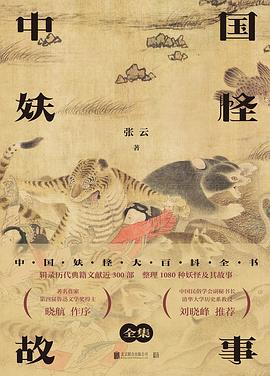 中国
妖怪
故事
张云
著
中·国·妖·怪·大·百·科·全·书
辑录历代典籍文献近300部 整理1080种妖怪及其故事
著名作家
第四届鲁迅文学奖得主
晓航 作序
中国民俗学会副秘书长
清华大学历史系教授
刘晓峰 推荐
全集